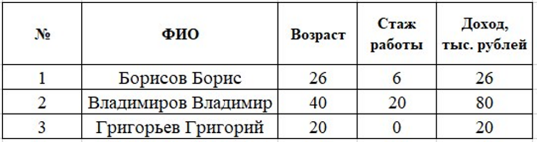 № ФИО Возраст Стаж работы Доход, тыс. рублей
1 Борисов Борис 26 6 26
2 Владимиров Владимир 40 20 80
3 Григорьев Григорий 20 0 20